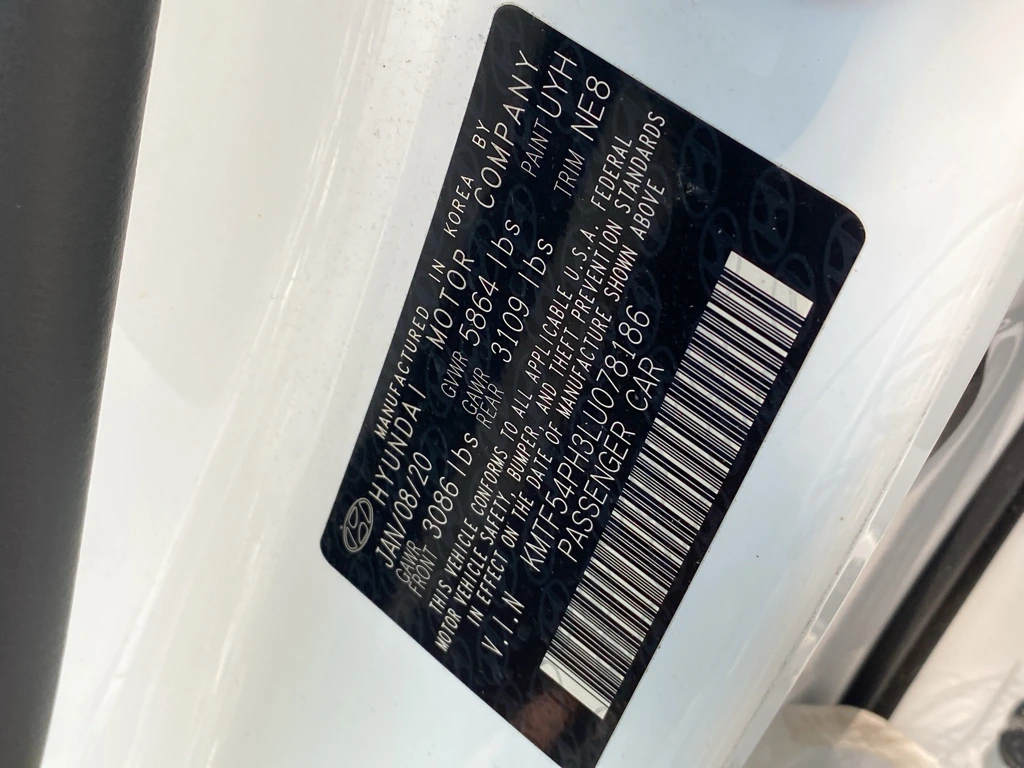 MANUFACTURED IN KOREA BY
HYUNDAI MOTOR COMPANY
JAN/08/20 GVWR 5864 lbs PAINT UYH
GAWR FRONT 3086 lbs GAWR REAR 3109 lbs TRIM NE8
THIS VEHICLE CONFORMS TO ALL APPLICABLE U.S.A. FEDERAL
MOTOR VEHICLE SAFETY, BUMPER, AND THEFT PREVENTION STANDARDS
IN EFFECT ON THE DATE OF MANUFACTURE SHOWN ABOVE
V.I.N KMTF54PH3LU078186
PASSENGER CAR